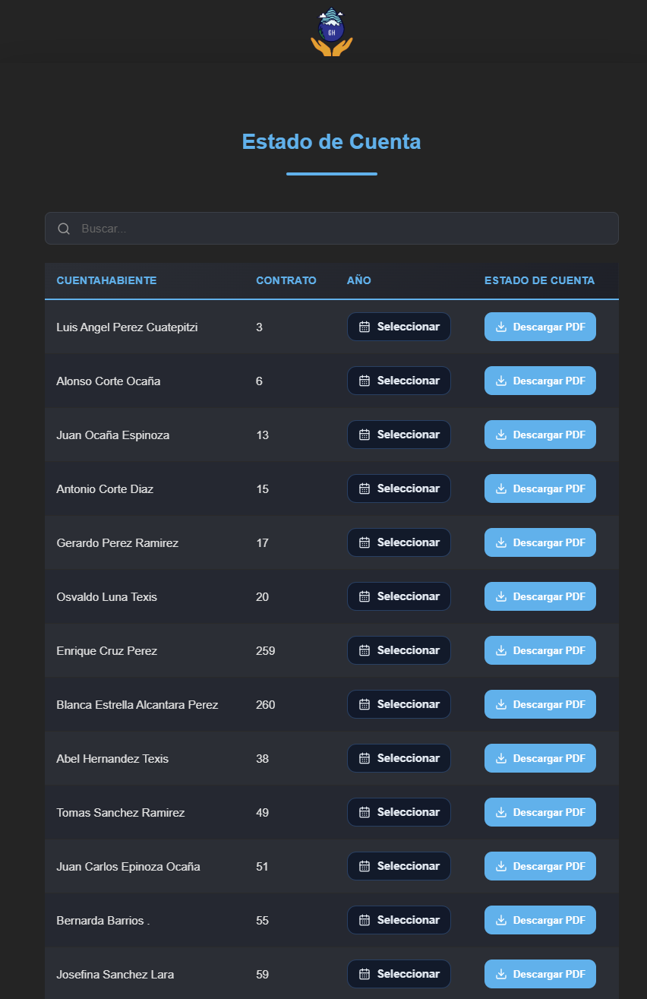 GH
Estado de Cuenta
Buscar...
CUENTAHABIENTE CONTRATO AÑO ESTADO DE CUENTA
Luis Angel Perez Cuatepitzi 3 Seleccionar Descargar PDF
Alonso Corte Ocaña 6 Seleccionar Descargar PDF
Juan Ocaña Espinoza 13 Seleccionar Descargar PDF
Antonio Corte Diaz 15 Seleccionar Descargar PDF
Gerardo Perez Ramirez 17 Seleccionar Descargar PDF
Osvaldo Luna Texis 20 Seleccionar Descargar PDF
Enrique Cruz Perez 259 Seleccionar Descargar PDF
Blanca Estrella Alcantara Perez 260 Seleccionar Descargar PDF
Abel Hernandez Texis 38 Seleccionar Descargar PDF
Tomas Sanchez Ramirez 49 Seleccionar Descargar PDF
Juan Carlos Epinoza Ocaña 51 Seleccionar Descargar PDF
Bernarda Barrios . 55 Seleccionar Descargar PDF
Josefina Sanchez Lara 59 Seleccionar Descargar PDF